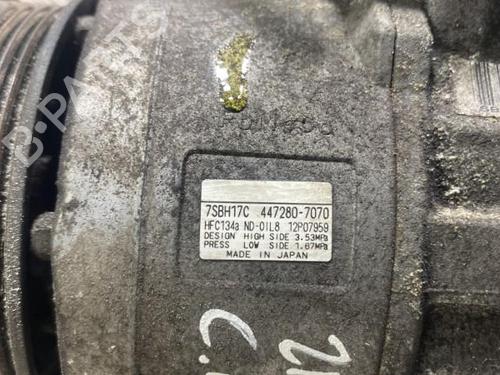 B-PARTS
7SBH17C 447280-7070
HFC134a ND-OIL8 12P07959
DESIGN HIGH SIDE 3.53MPa
PRESS LOW SIDE 1.67MPa
MADE IN JAPAN